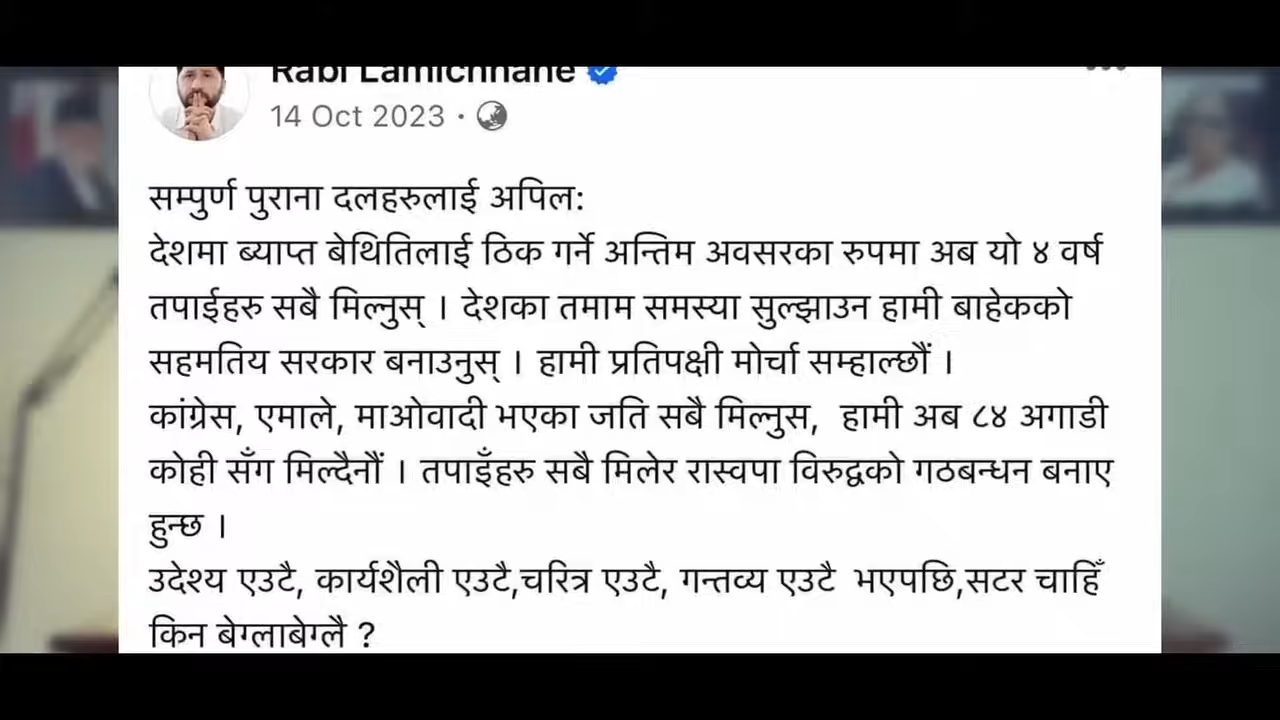 Rabi Lamichhane
14 Oct 2023 ·
सम्पुर्ण पुराना दलहरुलाई अपिल:
देशमा ब्याप्त बेथितिलाई ठिक गर्ने अन्तिम अवसरका रुपमा अब यो ४ वर्ष
तपाईहरु सबै मिल्नुस् । देशका तमाम समस्या सुल्झाउन हामी बाहेकको
सहमतिय सरकार बनाउनुस् । हामी प्रतिपक्षी मोर्चा सम्हाल्छौं ।
कांग्रेस, एमाले, माओवादी भएका जति सबै मिल्नुस, हामी अब ८४ अगाडी
कोही सँग मिल्दैनौं । तपाइँहरु सबै मिलेर रास्वपा विरुद्वको गठबन्धन बनाए
हुन्छ ।
उदेश्य एउटै, कार्यशैली एउटै,चरित्र एउटै, गन्तव्य एउटै भएपछि,सटर चाहिँ
किन बेग्लाबेग्लै ?